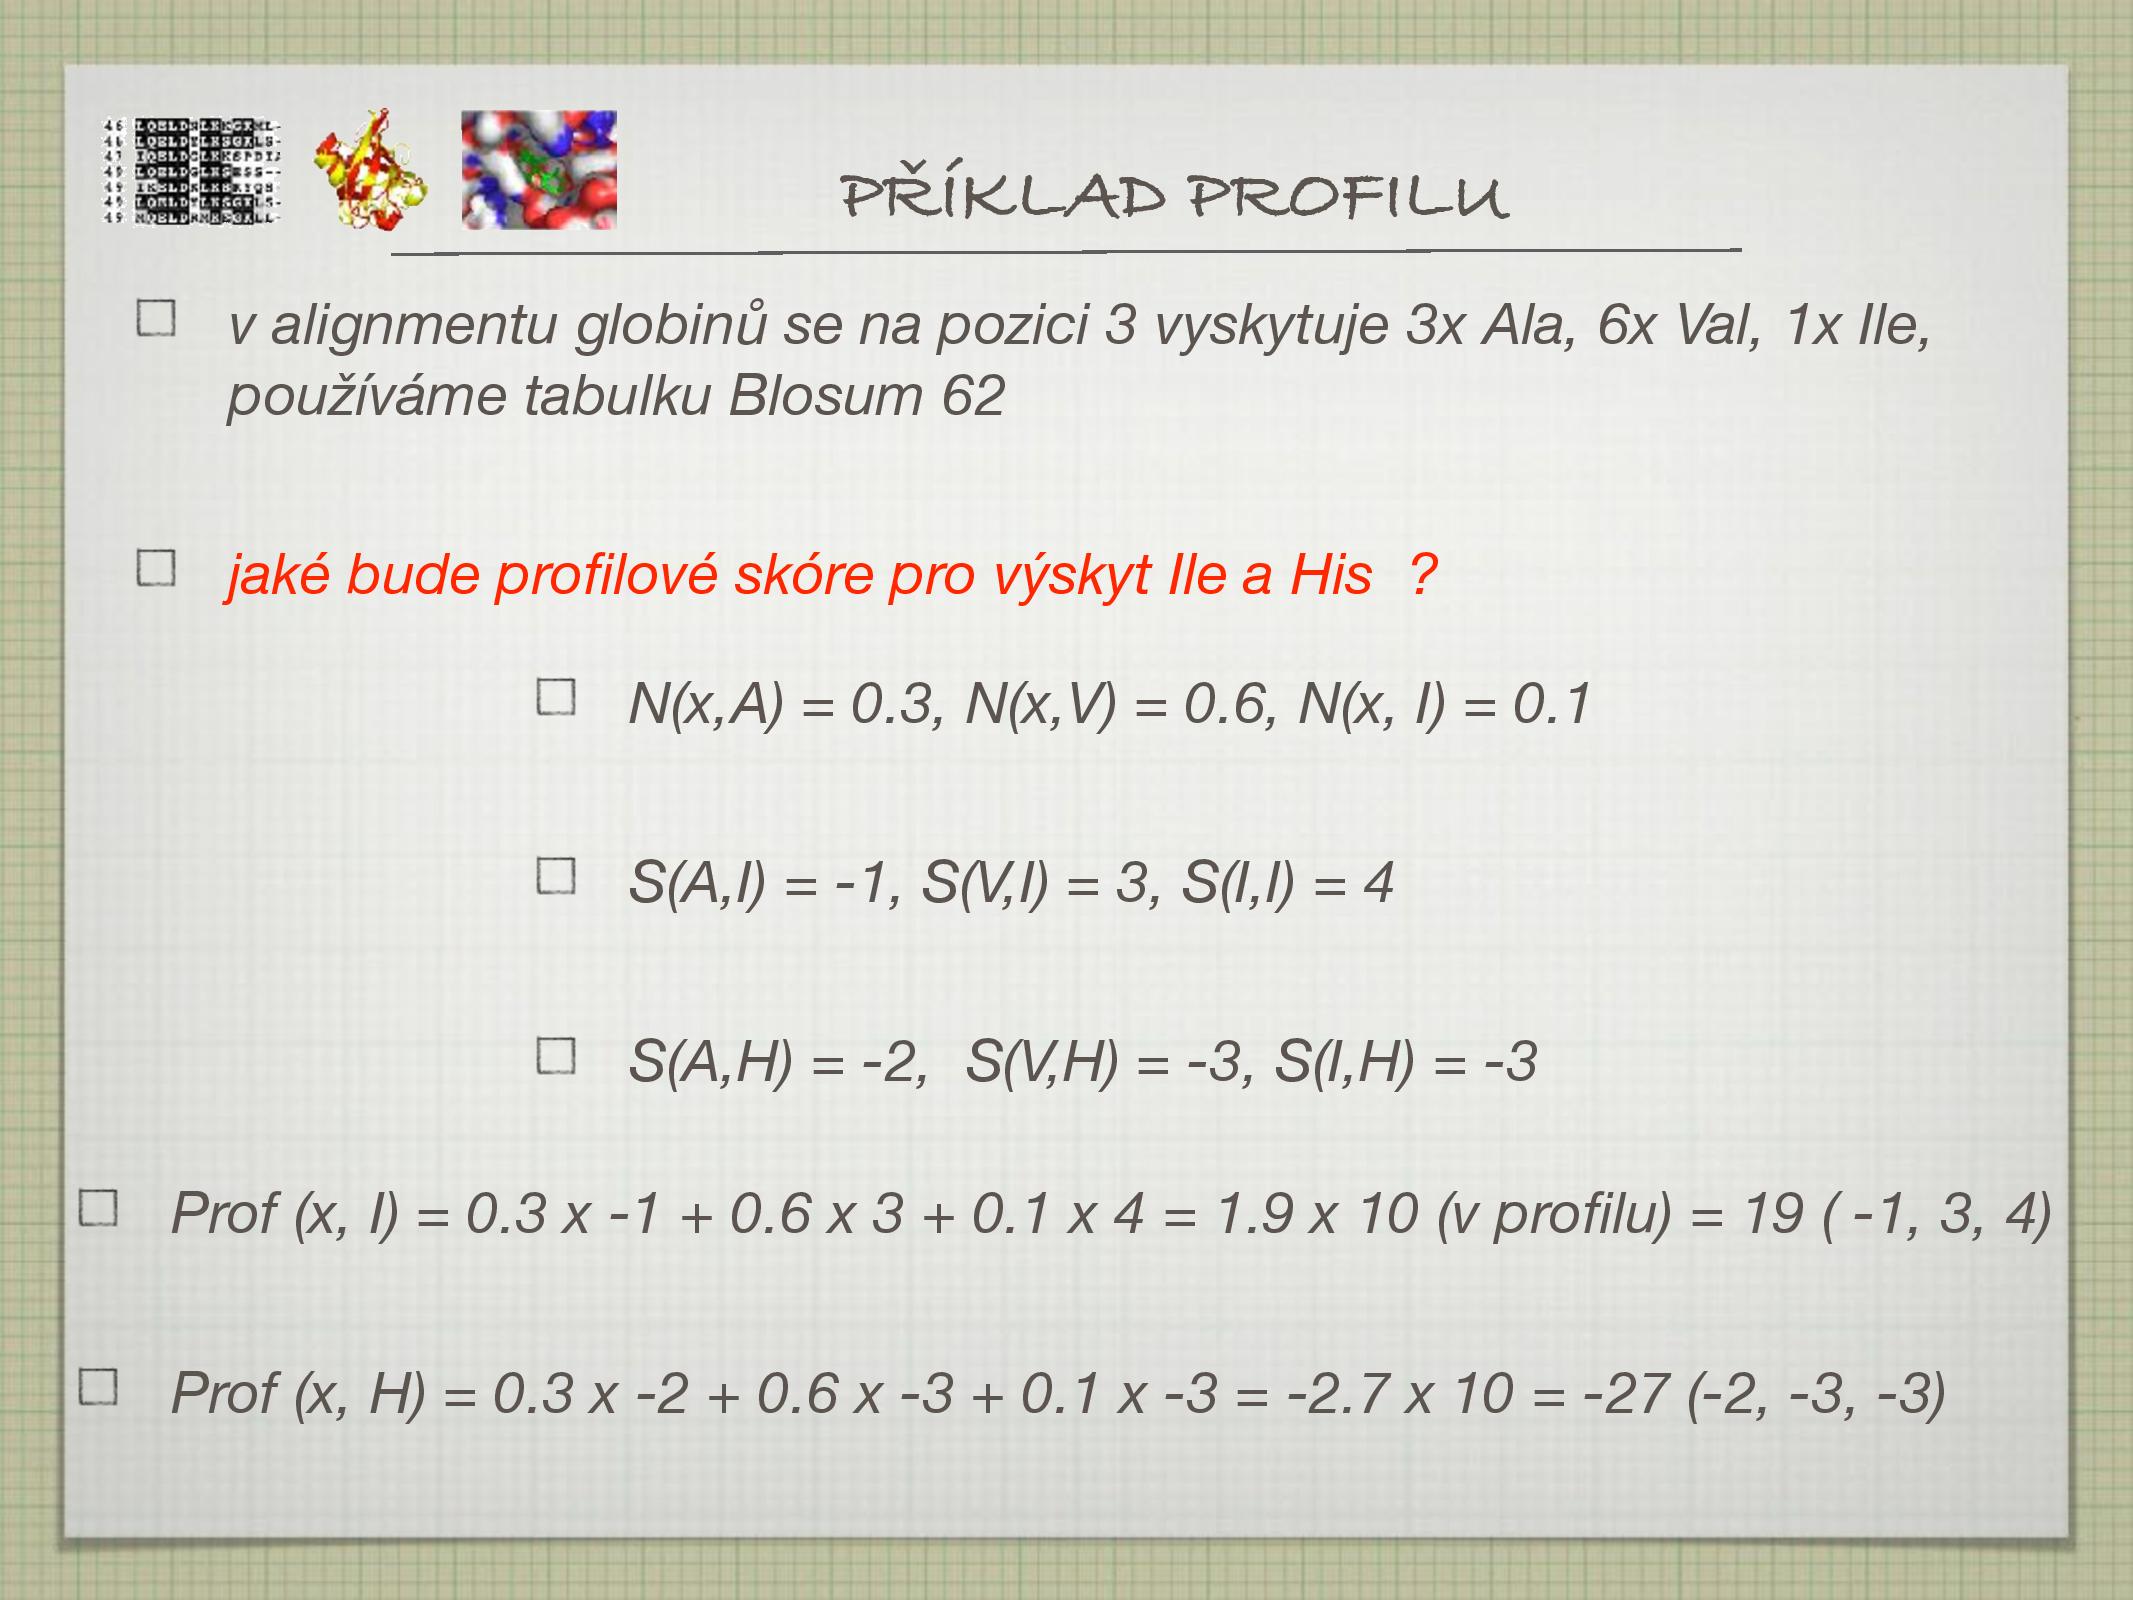 PŘÍKLAD PROFILU
v alignmentu globinů se na pozici 3 vyskytuje 3x Ala, 6x Val, 1x Ile,
používáme tabulku Blosum 62
jaké bude profilové skóre pro výskyt Ile a His ?
N(x,A) = 0.3, N(x,V) = 0.6, N(x, I) = 0.1
S(A,I) = -1, S(V,I) = 3, S(I,I) = 4
S(A,H) = -2, S(V,H) = -3, S(I,H) = -3
Prof (x, I) = 0.3 x -1 + 0.6 x 3 + 0.1 x 4 = 1.9 x 10 (v profilu) = 19 ( -1, 3, 4)
Prof (x, H) = 0.3 x -2 + 0.6 x -3 + 0.1 x -3 = -2.7 x 10 = -27 (-2, -3, -3)